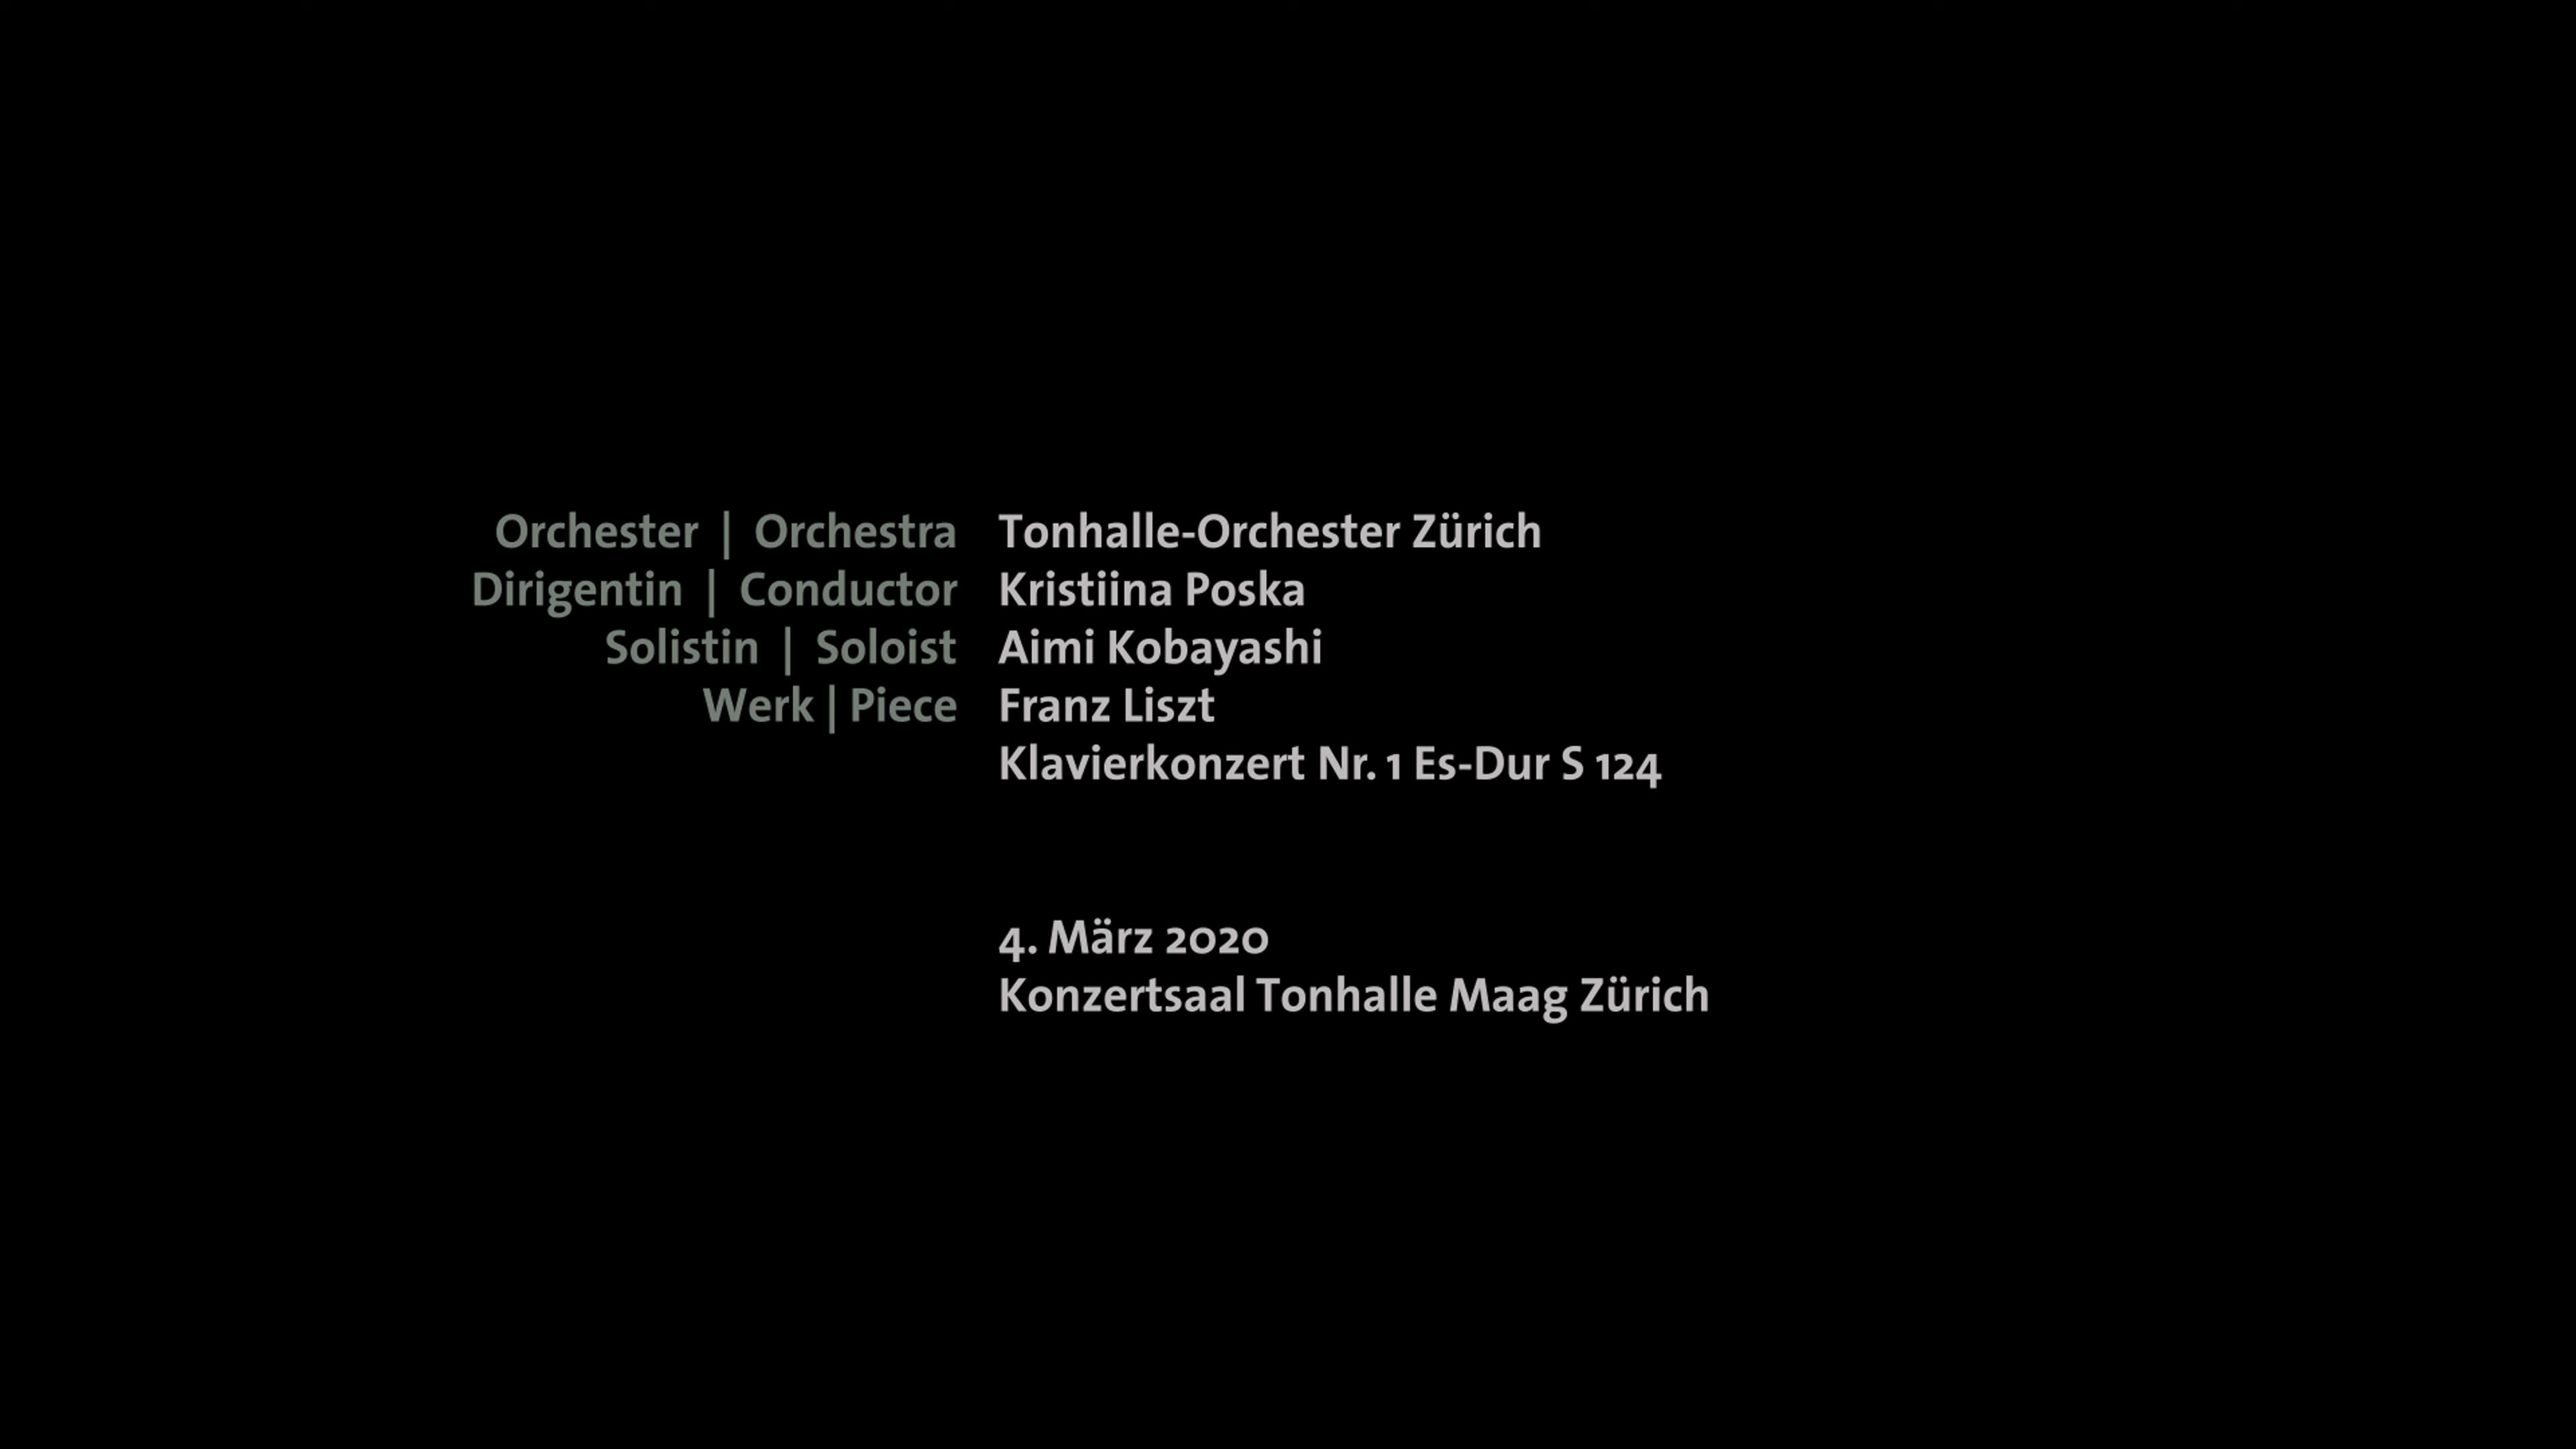 Orchester | Orchestra Tonhalle-Orchester Zürich
Dirigentin | Conductor Kristiina Poska
Solistin | Soloist Aimi Kobayashi
Werk | Piece Franz Liszt
Klavierkonzert Nr. 1 Es-Dur S 124
4. März 2020
Konzertsaal Tonhalle Maag Zürich